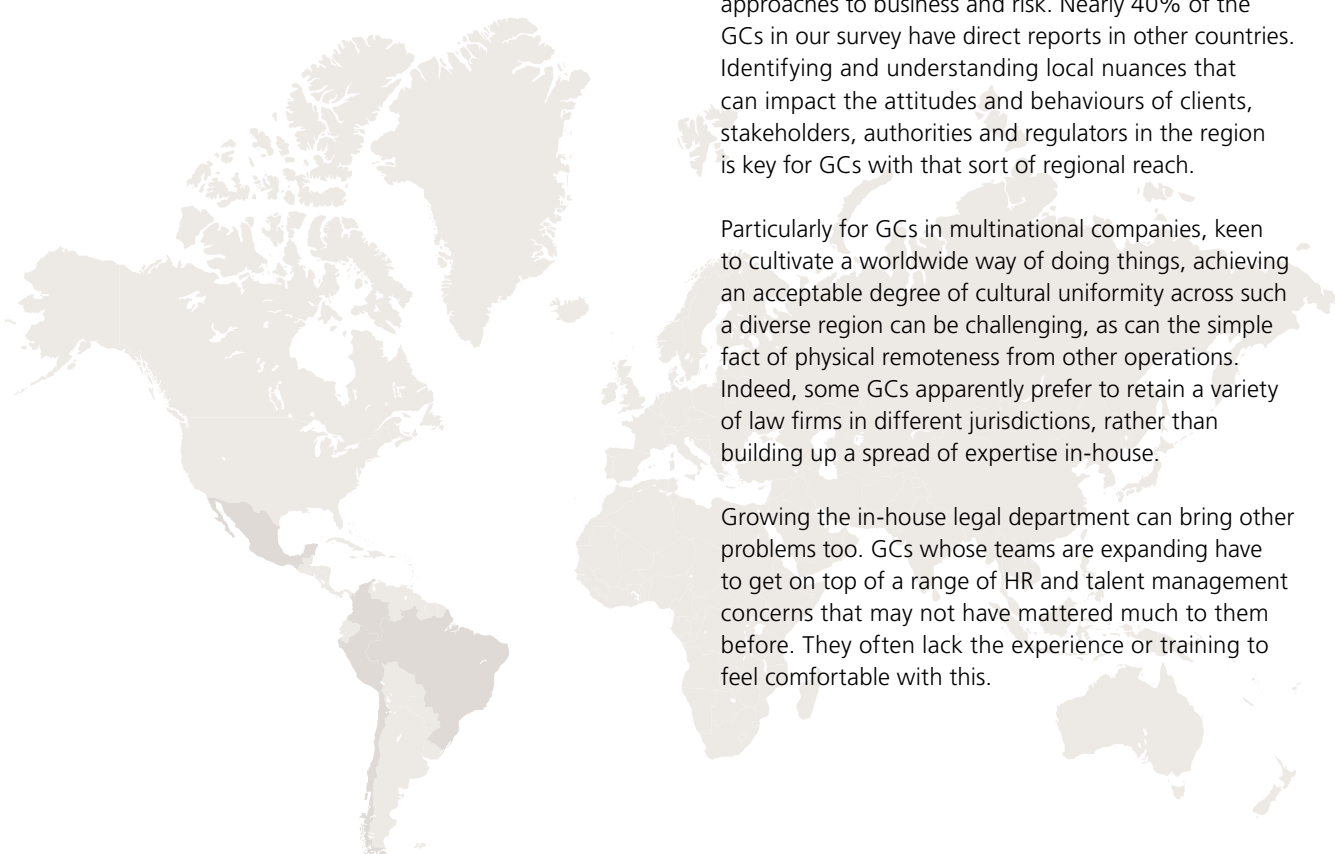 approaches to business and risk. Nearly 40% of the
GCs in our survey have direct reports in other countries.
Identifying and understanding local nuances that
can impact the attitudes and behaviours of clients,
stakeholders, authorities and regulators in the region
is key for GCs with that sort of regional reach.
Particularly for GCs in multinational companies, keen
to cultivate a worldwide way of doing things, achieving
an acceptable degree of cultural uniformity across such
a diverse region can be challenging, as can the simple
fact of physical remoteness from other operations.
Indeed, some GCs apparently prefer to retain a variety
of law firms in different jurisdictions, rather than
building up a spread of expertise in-house.
Growing the in-house legal department can bring other
problems too. GCs whose teams are expanding have
to get on top of a range of HR and talent management
concerns that may not have mattered much to them
before. They often lack the experience or training to
feel comfortable with this.